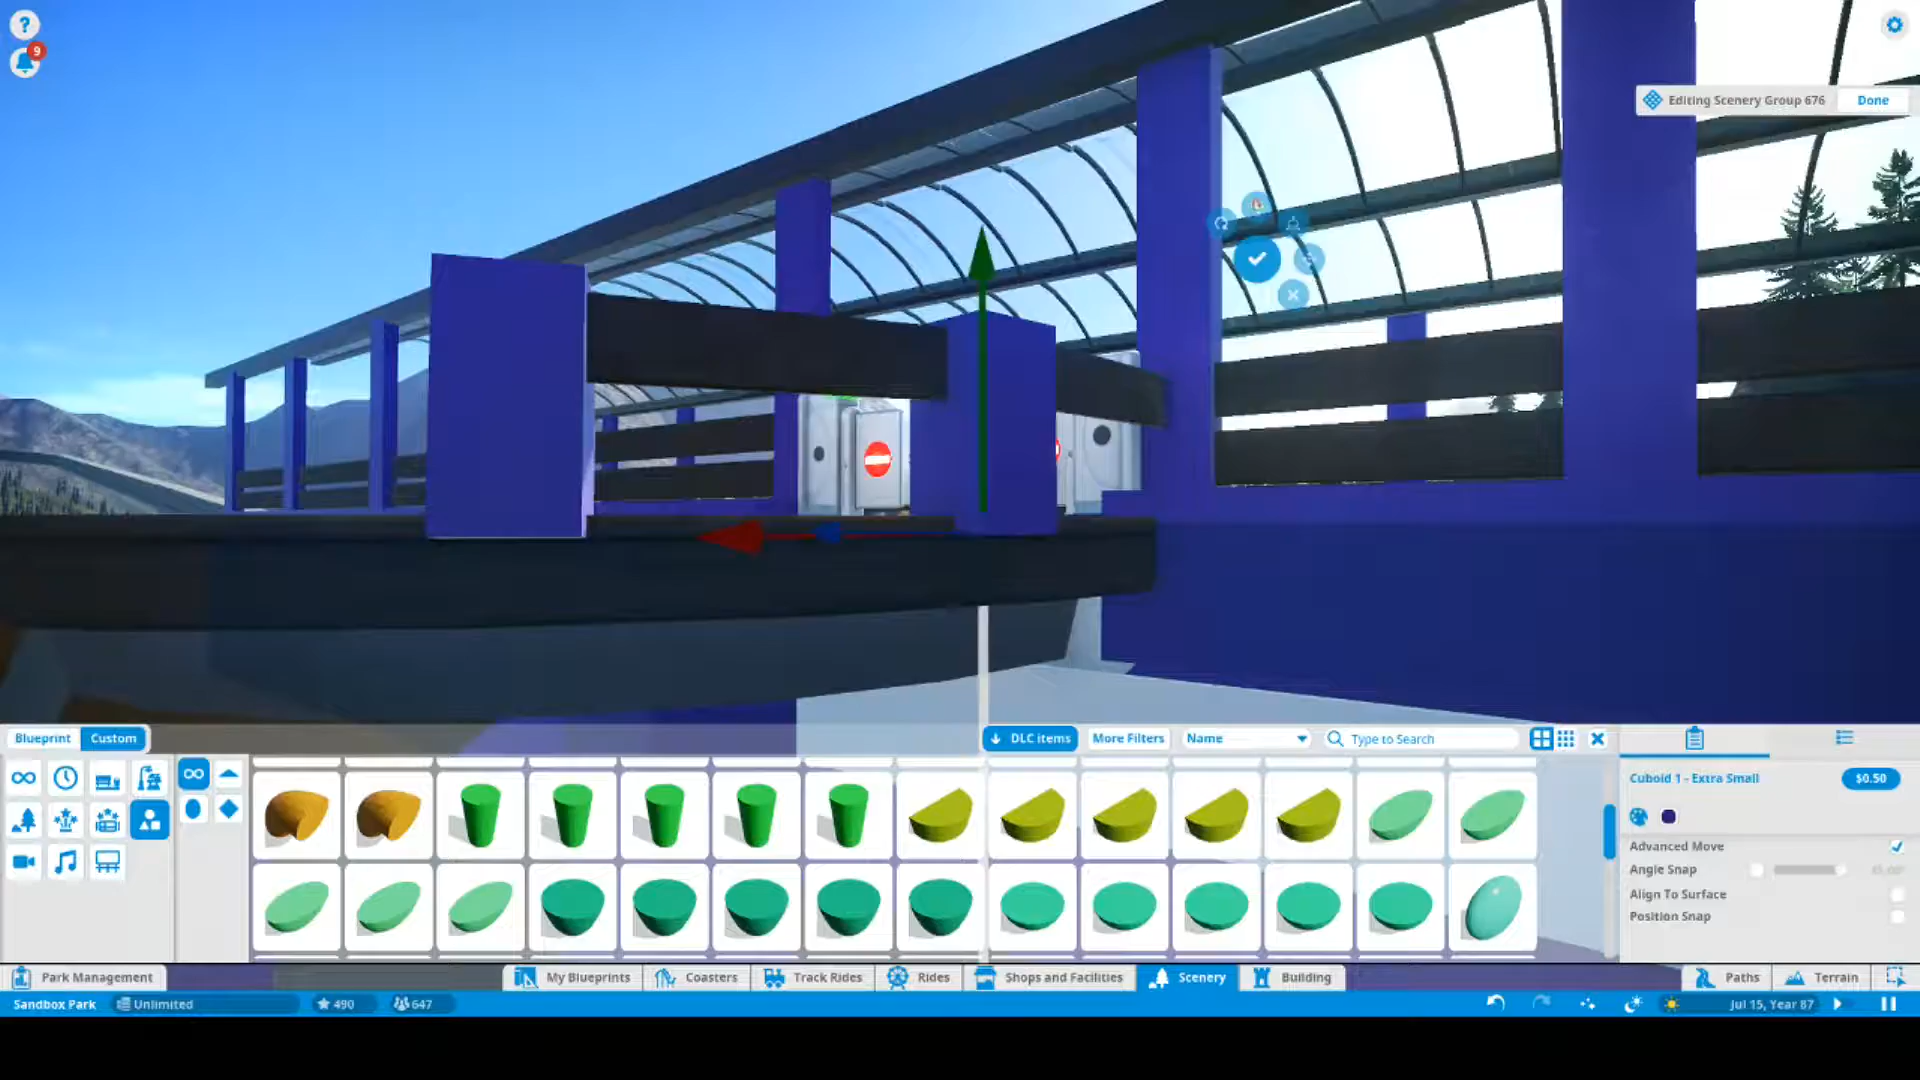 ?
9
Editing Scenery Group 676 Done
Blueprint Custom
DLC items More Filters Name Type to Search
Cuboid 1 - Extra Small $0.50
Advanced Move
Angle Snap
Align To Surface
Position Snap
Park Management My Blueprints Coasters Track Rides Rides Shops and Facilities Scenery Building Paths Terrain
Sandbox Park Unlimited 490 647 Jul 15, Year 87